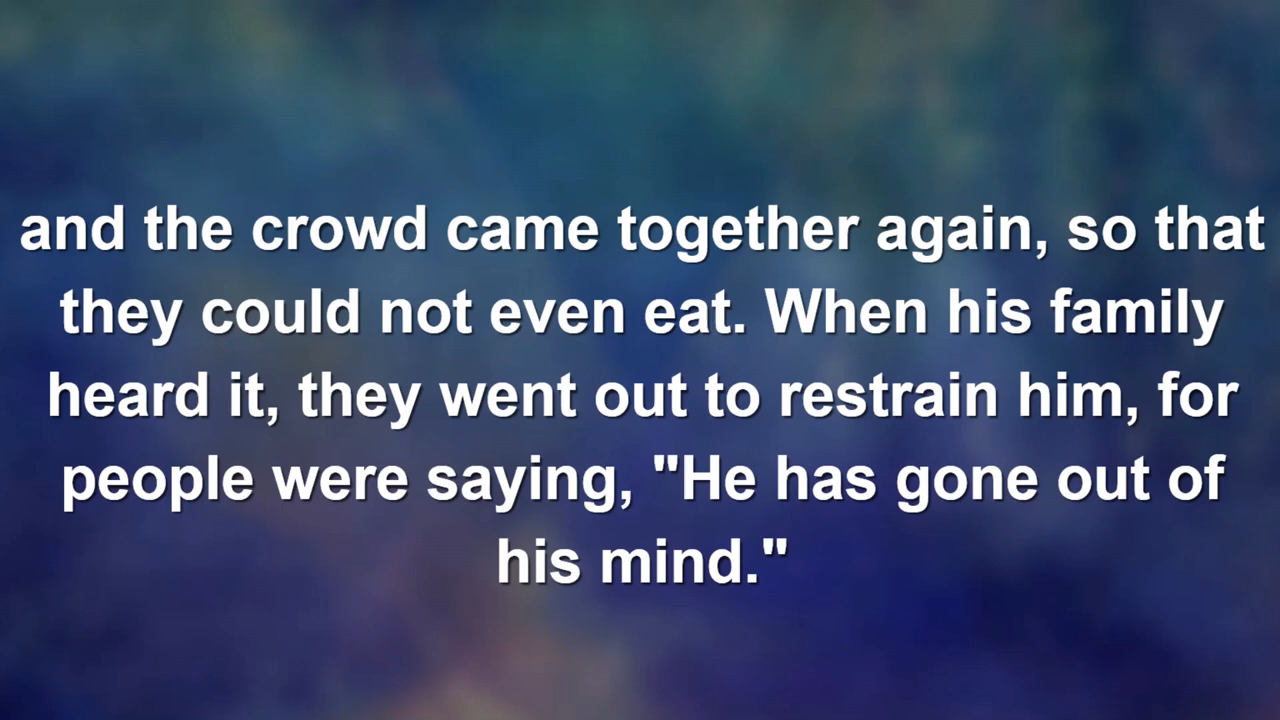 and the crowd came together again, so that
they could not even eat. When his family
heard it, they went out to restrain him, for
people were saying, "He has gone out of
his mind."